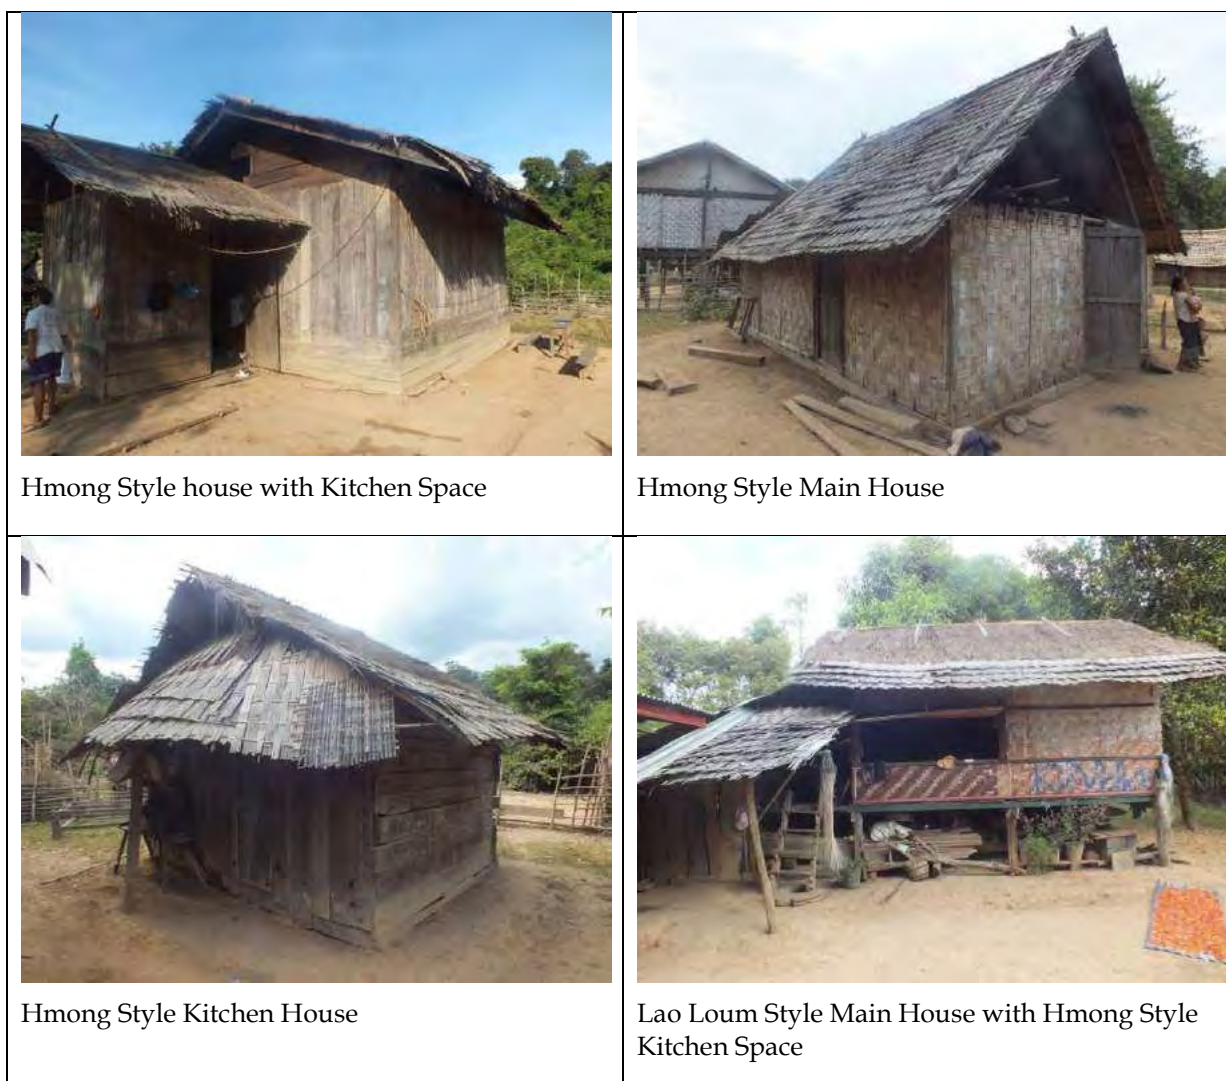 Hmong Style house with Kitchen Space
Hmong Style Main House
Hmong Style Kitchen House
Lao Loum Style Main House with Hmong Style
Kitchen Space